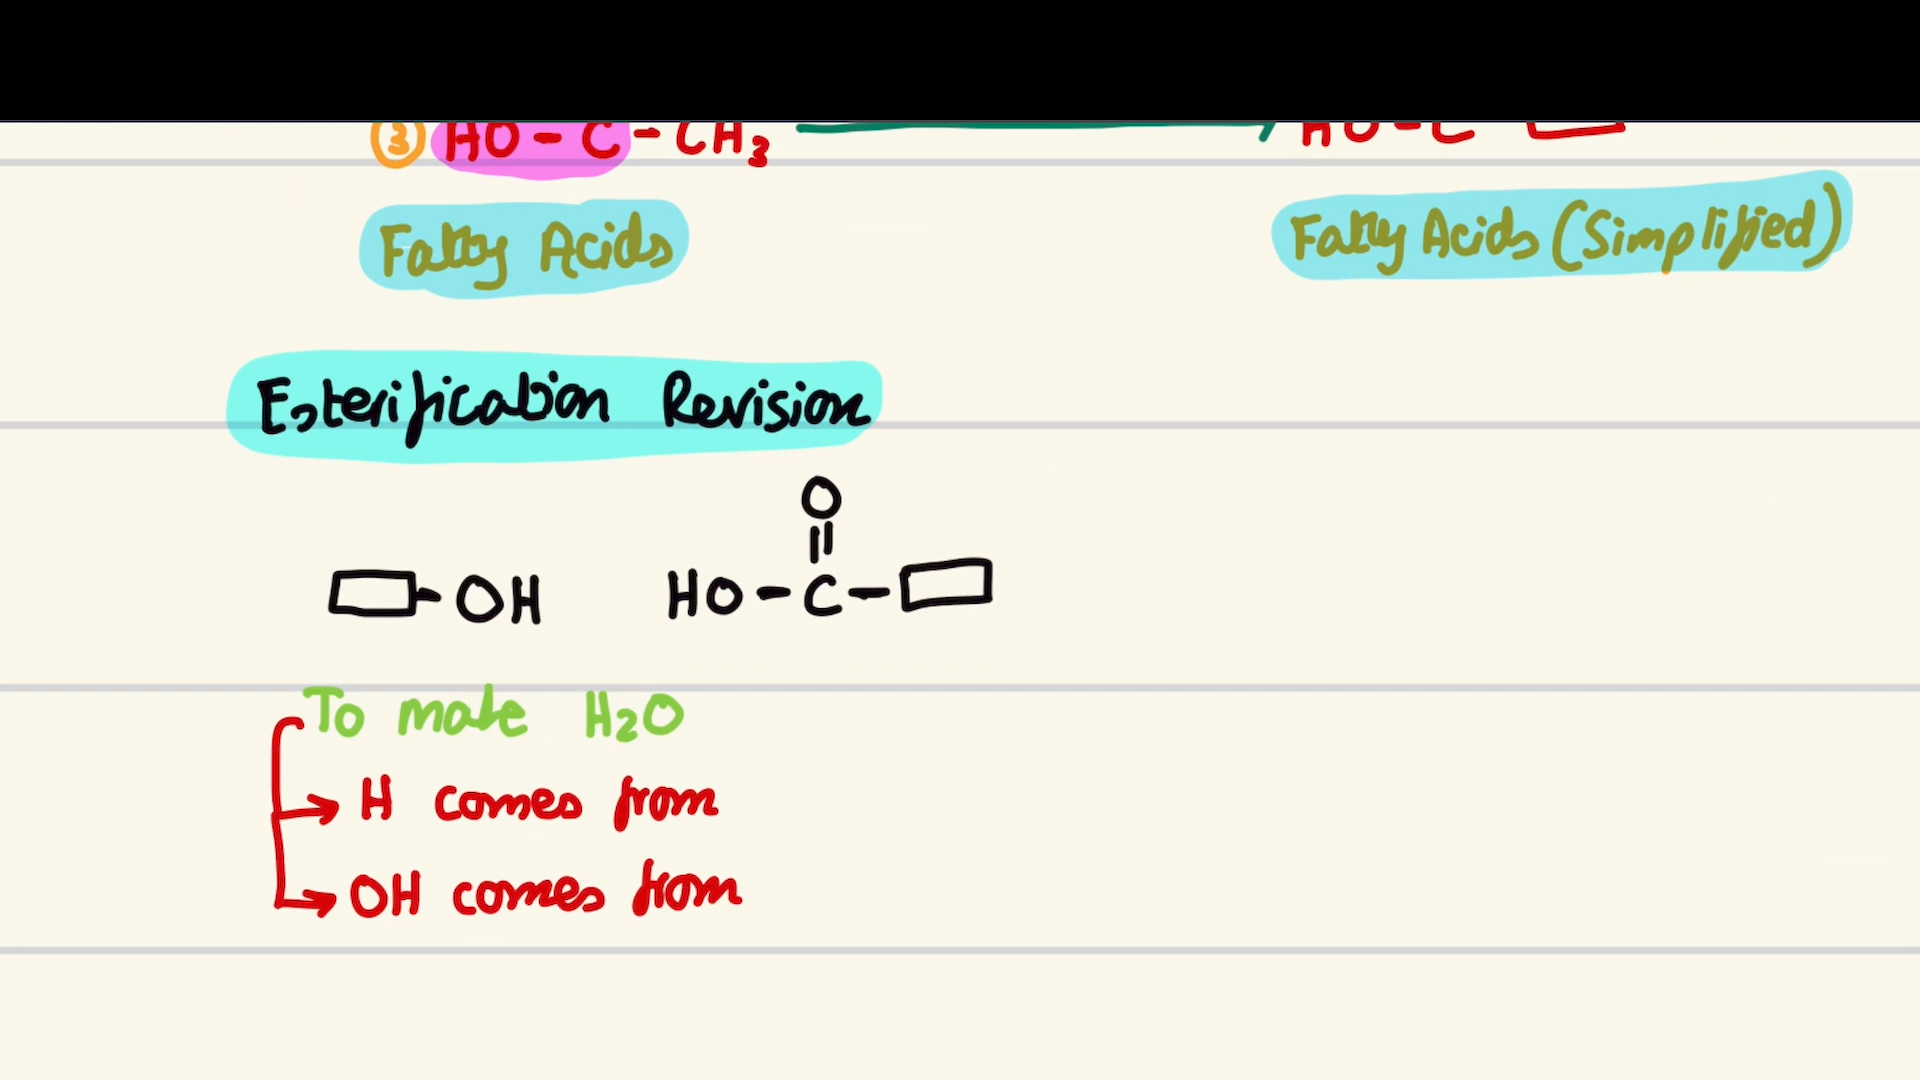 ③ HO-C-CH3 HO-C
Fatty Acids Fatty Acids (Simplified)
Esterification Revision
O
||
-OH HO-C-
To make H2O
→ H comes from
→ OH comes from